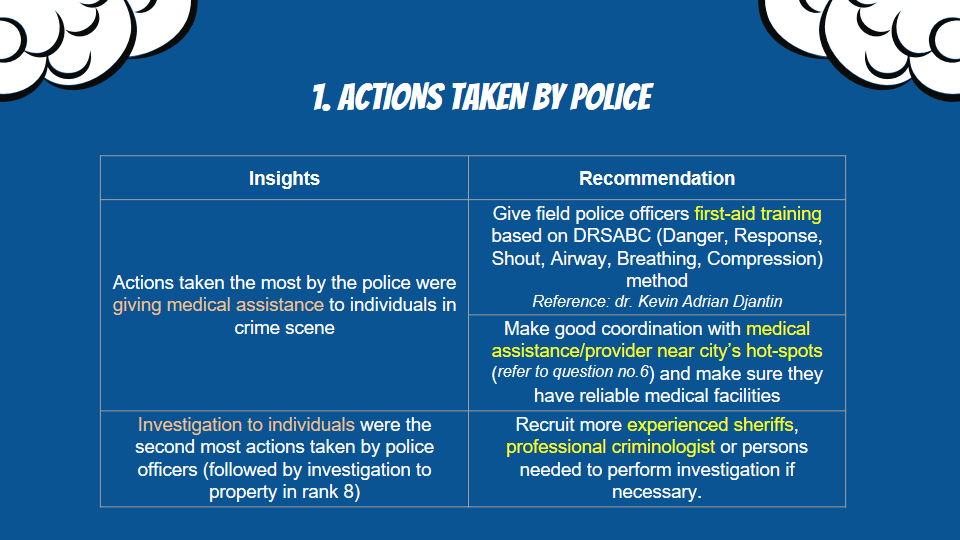 1. ACTIONS TAKEN BY POLICE
Insights
Recommendation
Actions taken the most by the police were
giving medical assistance to individuals in
crime scene
Give field police officers first-aid training
based on DRSABC (Danger, Response,
Shout, Airway, Breathing, Compression)
method
Reference: dr. Kevin Adrian Djantin
Make good coordination with medical
assistance/provider near city's hot-spots
(refer to question no.6) and make sure they
have reliable medical facilities
Investigation to individuals were the
second most actions taken by police
officers (followed by investigation to
property in rank 8)
Recruit more experienced sheriffs,
professional criminologist or persons
needed to perform investigation if
necessary.